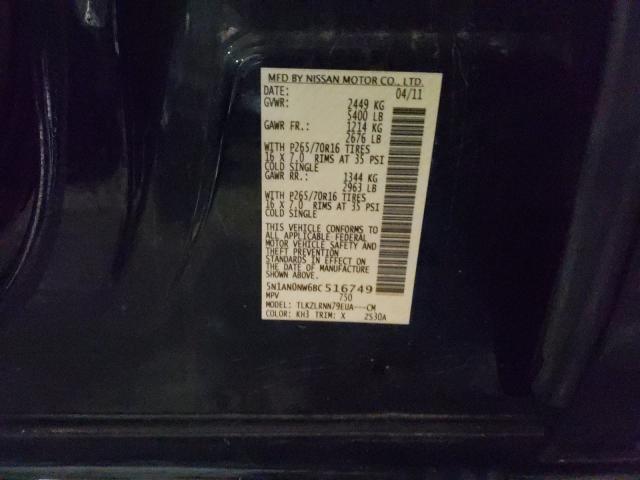 MFD BY NISSAN MOTOR CO., LTD.
DATE: 04/11
GVWR: 2449 KG
5400 LB
GAWR FR.: 1214 KG
2676 LB
WITH P265/70R16 TIRES
16 X 7.0 RIMS AT 35 PSI
COLD SINGLE
GAWR RR.: 1344 KG
2963 LB
WITH P265/70R16 TIRES
16 X 7.0 RIMS AT 35 PSI
COLD SINGLE
THIS VEHICLE CONFORMS TO
ALL APPLICABLE FEDERAL
MOTOR VEHICLE SAFETY AND
THEFT PREVENTION
STANDARDS IN EFFECT ON
THE DATE OF MANUFACTURE
SHOWN ABOVE.
5N1AN0NW6BC516749
MPV 750
MODEL: TLKZLRNN79EUA---CM
COLOR: KH3 TRIM: X 2530A